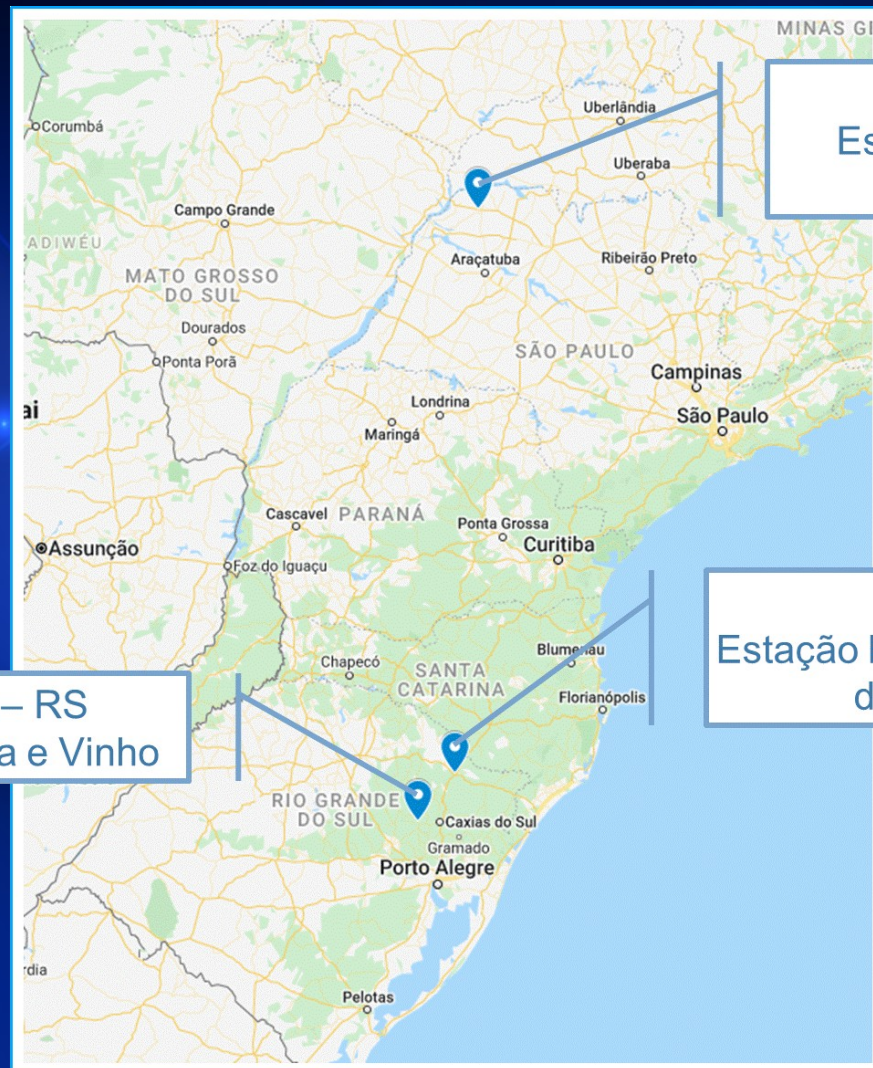 MINAS GE
Uberlândia
Corumbá
Es
Uberaba
Campo Grande
ADIWÉU
Araçatuba
Ribeirão Preto
MATO GROSSO
DO SUL
Dourados
Ponta Porã
SÃO PAULO
Campinas
ai
Londrina
São Paulo
Maringá
Cascavel
PARANÁ
Ponta Grossa
Curitiba
Assunção
Foz do Iguaçu
Blumenau
Estação
d
Chapecó
SANTA
CATARINA
Florianópolis
– RS
a e Vinho
RIO GRANDE
DO SUL
Caxias do Sul
Gramado
Porto Alegre
rdia
Pelotas